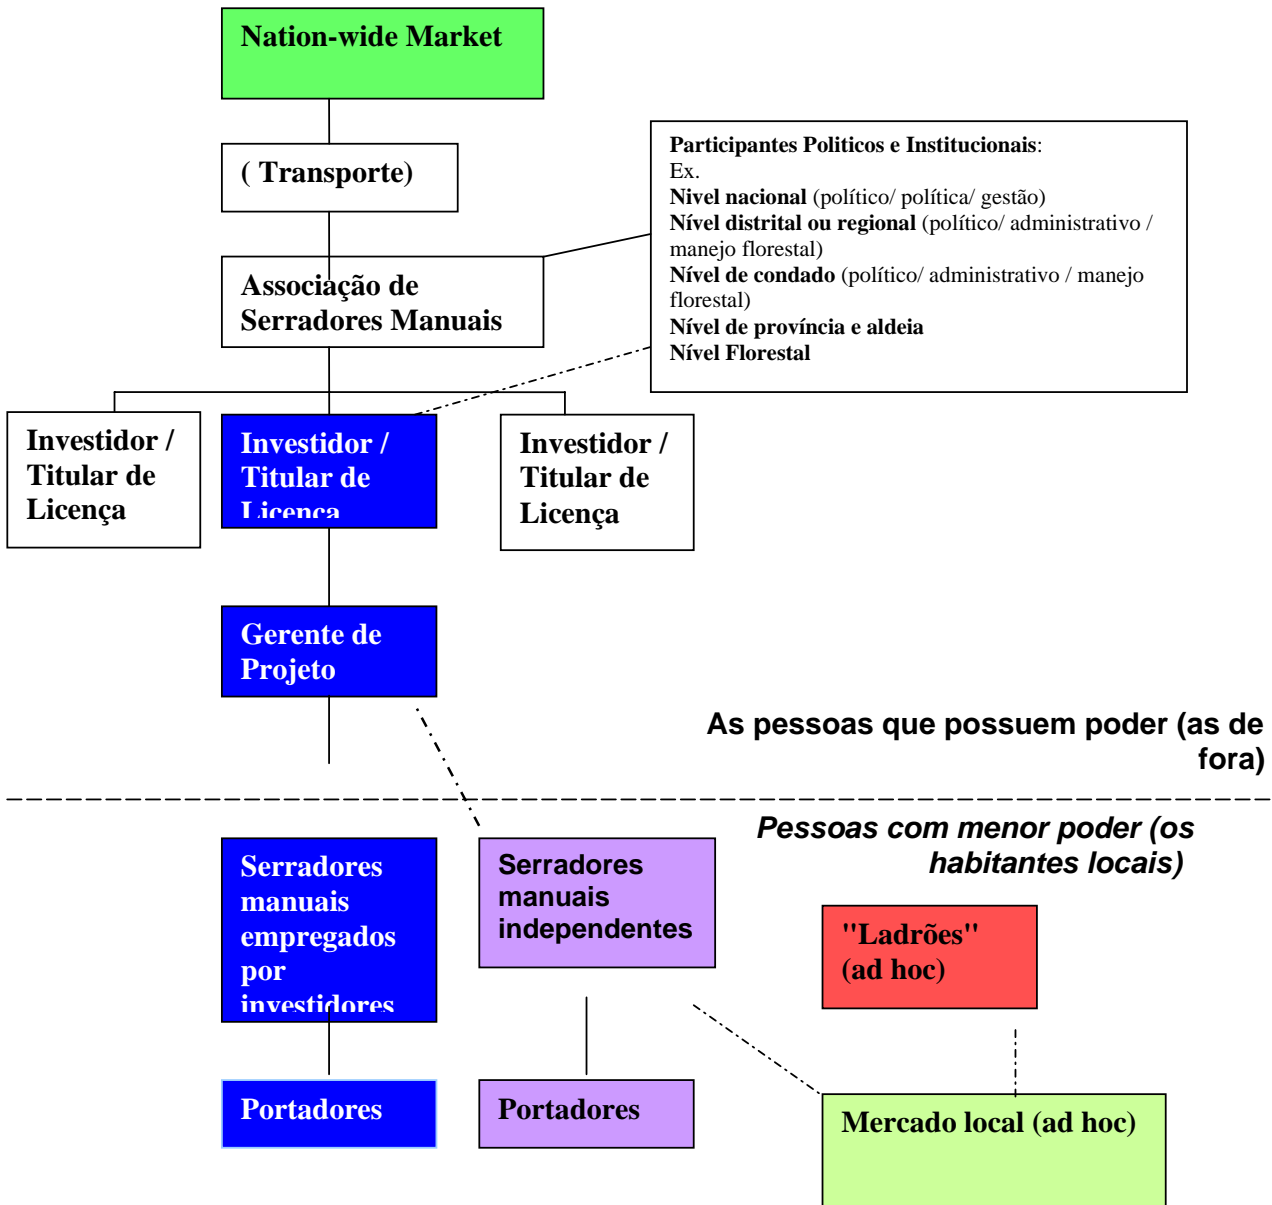 Nation-wide Market
( Transporte)
Participantes Politicos e Institucionais:
Ex.
Nivel nacional (político/ política/ gestão)
Nível distrital ou regional (político/ administrativo /
manejo florestal)
Nível de condado (político/ administrativo / manejo
florestal)
Nível de província e aldeia
Nível Florestal
Associação de
Serradores Manuais
Investidor /
Titular de
Licença
Investidor /
Titular de
Licença
Investidor /
Titular de
Licença
Gerente de
Projeto
As pessoas que possuem poder (as de
fora)
Pessoas com menor poder (os
habitantes locais)
Serradores
manuais
empregados
por
investidores
Serradores
manuais
independentes
"Ladrões"
(ad hoc)
Portadores
Portadores
Mercado local (ad hoc)